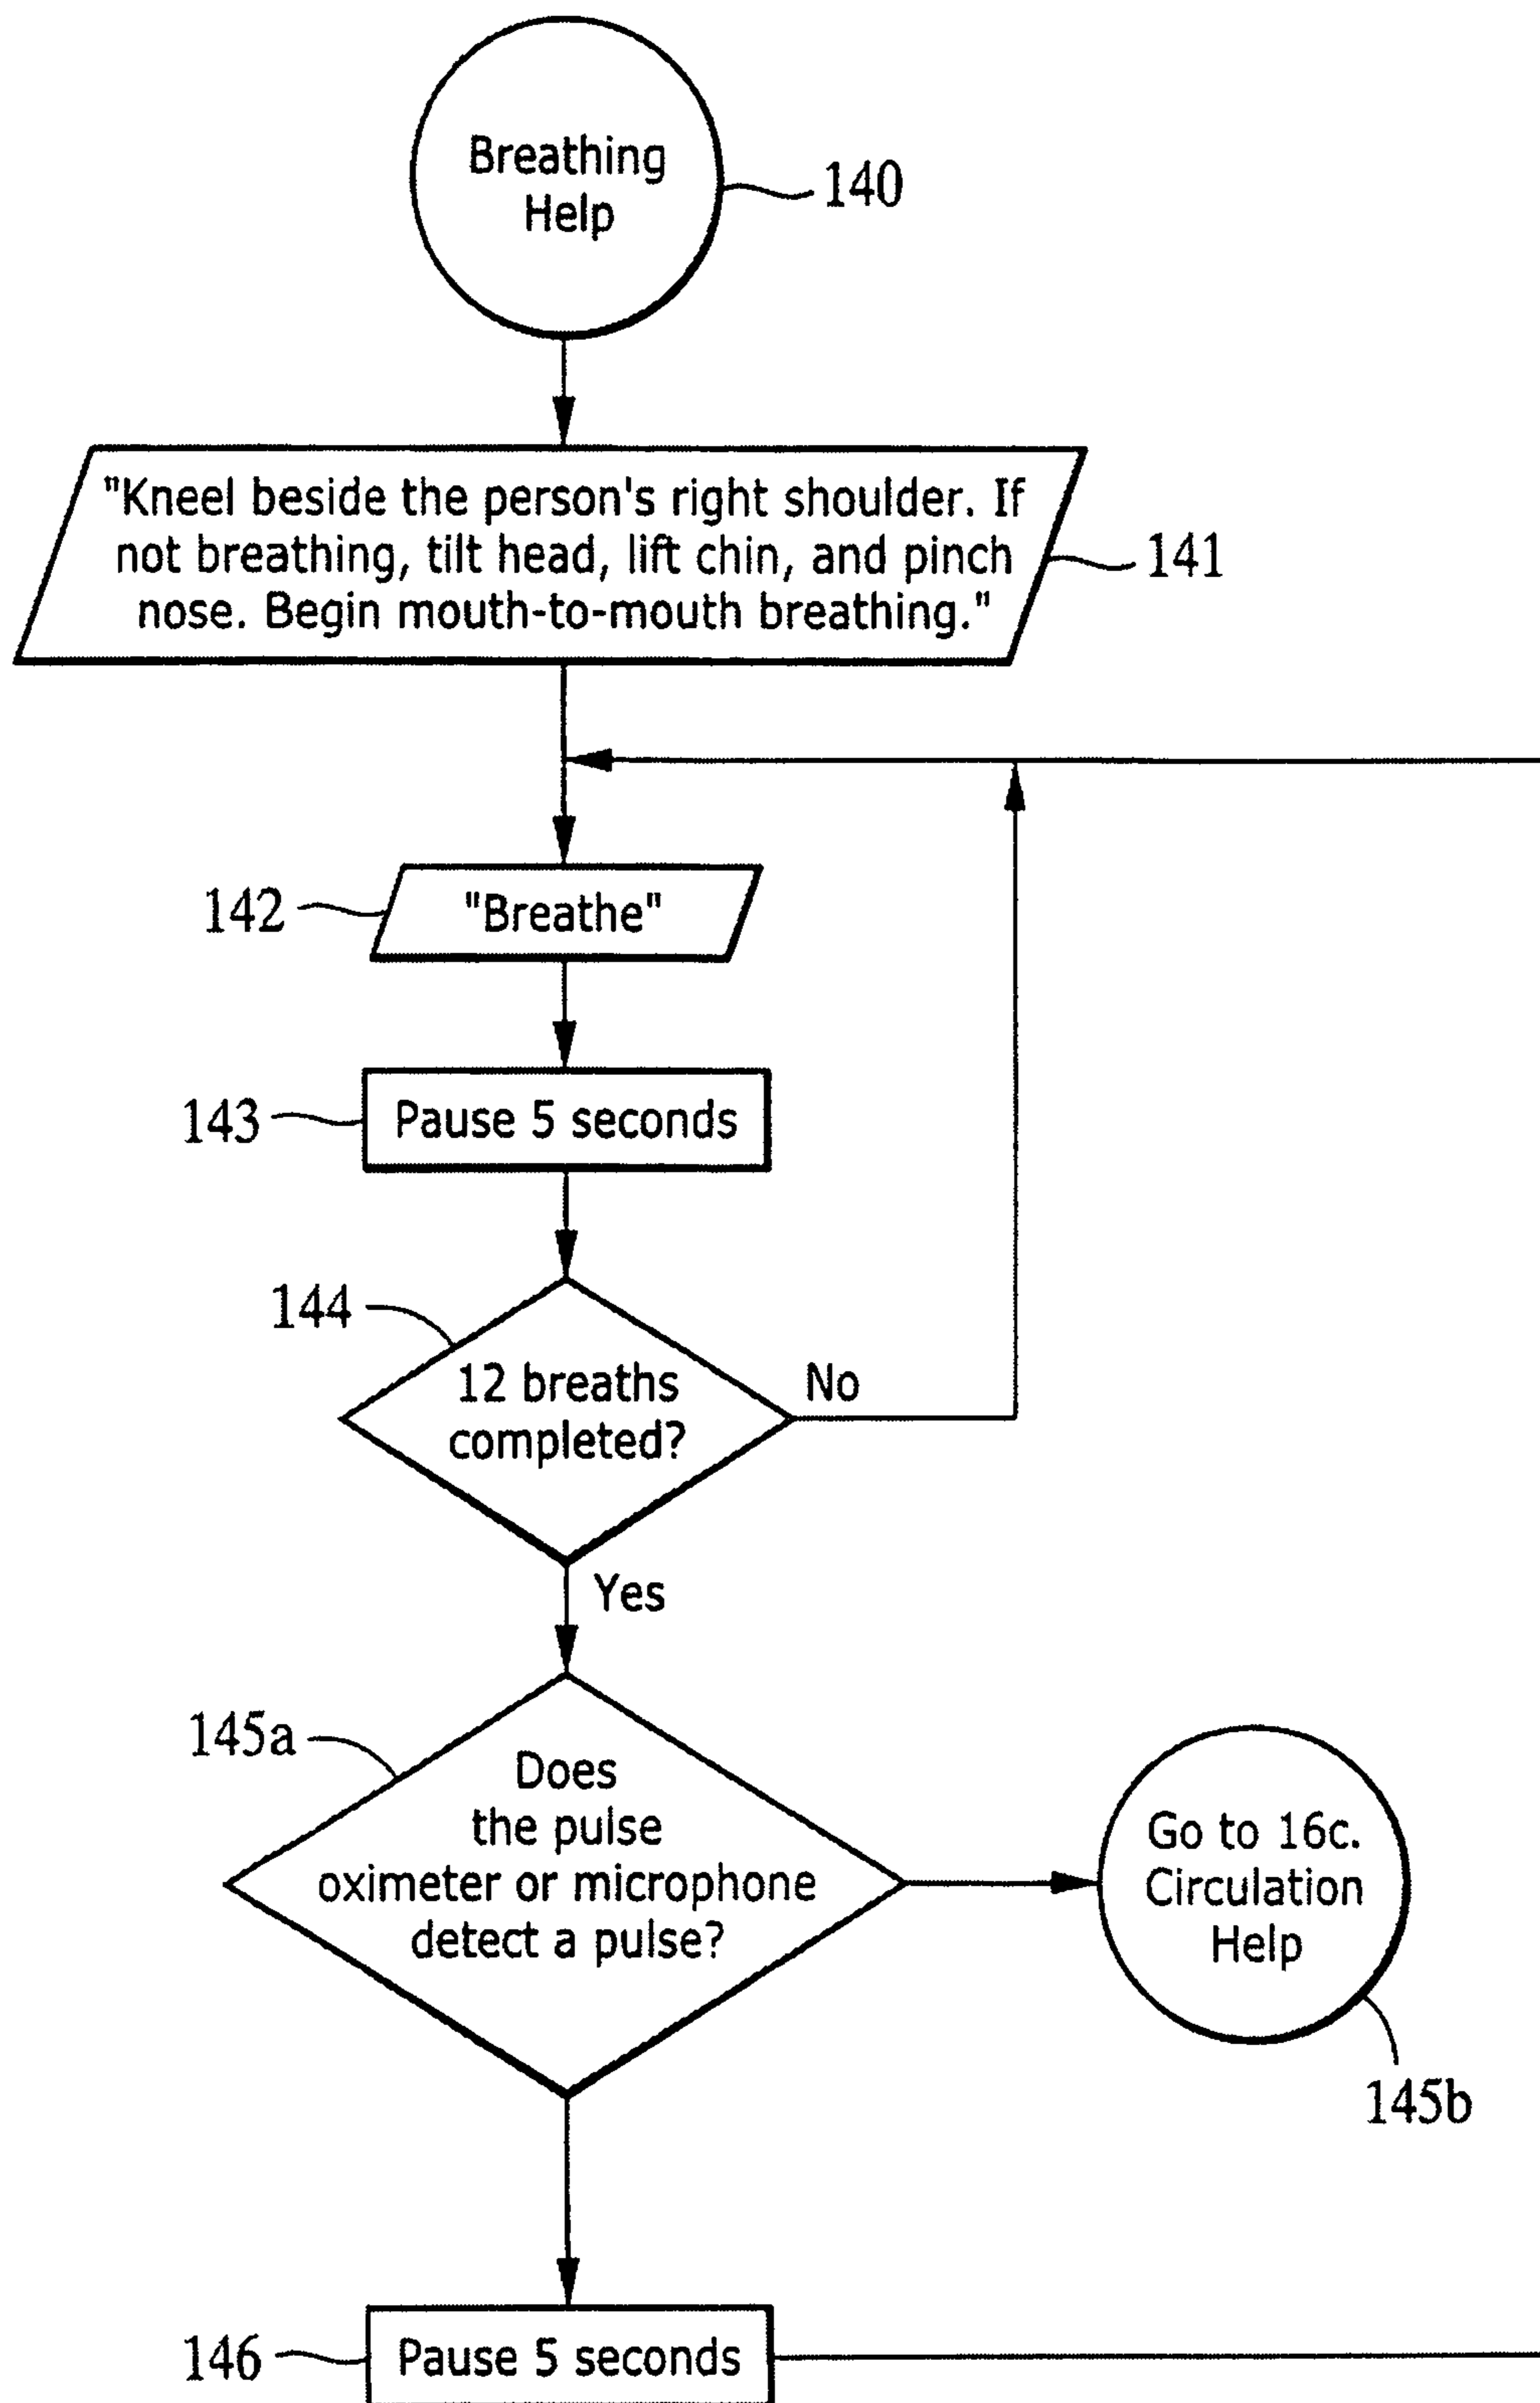 Breathing
Help
140
"Kneel beside the person's right shoulder. If
not breathing, tilt head, lift chin, and pinch
nose. Begin mouth-to-mouth breathing."
141
142
"Breathe"
143
Pause 5 seconds
144
12 breaths
completed?
No
Yes
145a
Does
the pulse
oximeter or microphone
detect a pulse?
Go to 16c.
Circulation
Help
145b
146
Pause 5 seconds